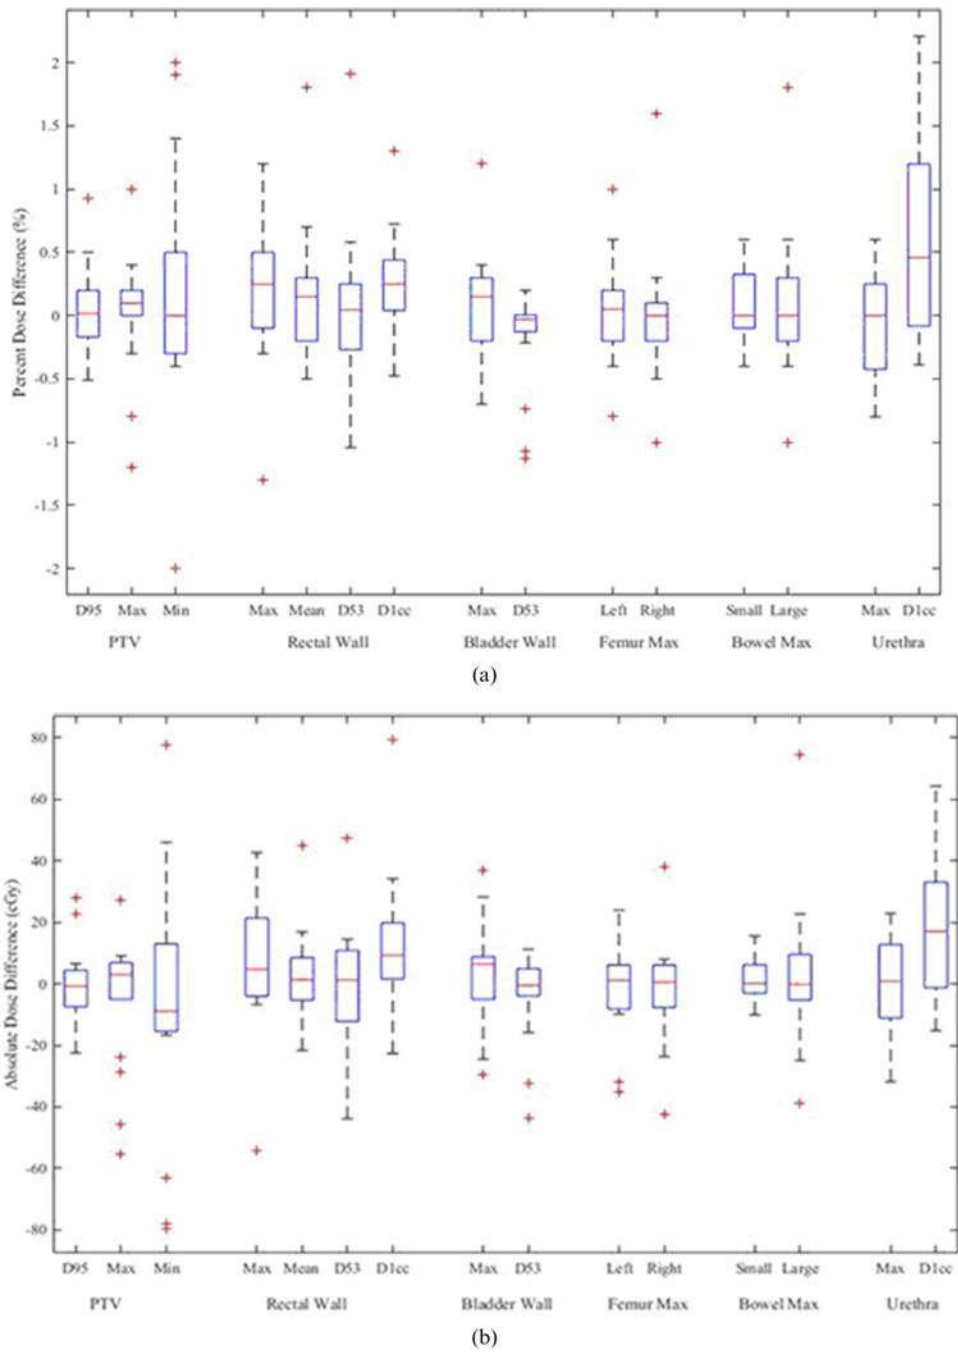 2
1.5
1
0.5
0
-0.5
-1
-1.5
-2
Percent Dose Difference (%)
D95 Max Min Max Mean D53 D1cc Max D53 Left Right Small Large Max D1cc
PTV Rectal Wall Bladder Wall Femur Max Bowel Max Urethra
(a)
80
60
40
20
0
-20
-40
-60
-80
Absolute Dose Difference (cGy)
D95 Max Min Max Mean D53 D1cc Max D53 Left Right Small Large Max D1cc
PTV Rectal Wall Bladder Wall Femur Max Bowel Max Urethra
(b)